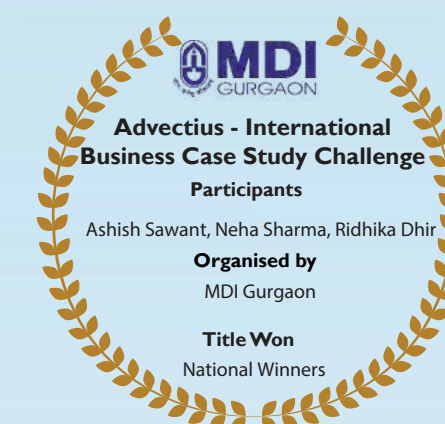 MDI
GURGAON
Advectius - International
Business Case Study Challenge
Participants
Ashish Sawant, Neha Sharma, Ridhika Dhir
Organised by
MDI Gurgaon
Title Won
National Winners